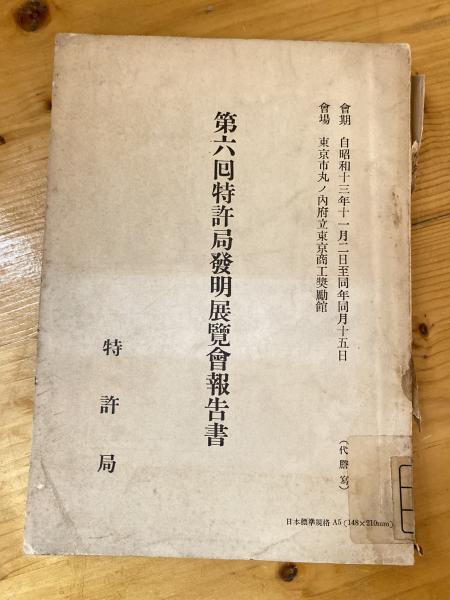 會期　自昭和十三年十一月二日至同年同月十五日
會場　東京市丸ノ內府立東京商工奬勵館
（代謄寫）
第六回特許局發明展覽會報告書
特許局
日本標準規格 A5 (148×210mm)